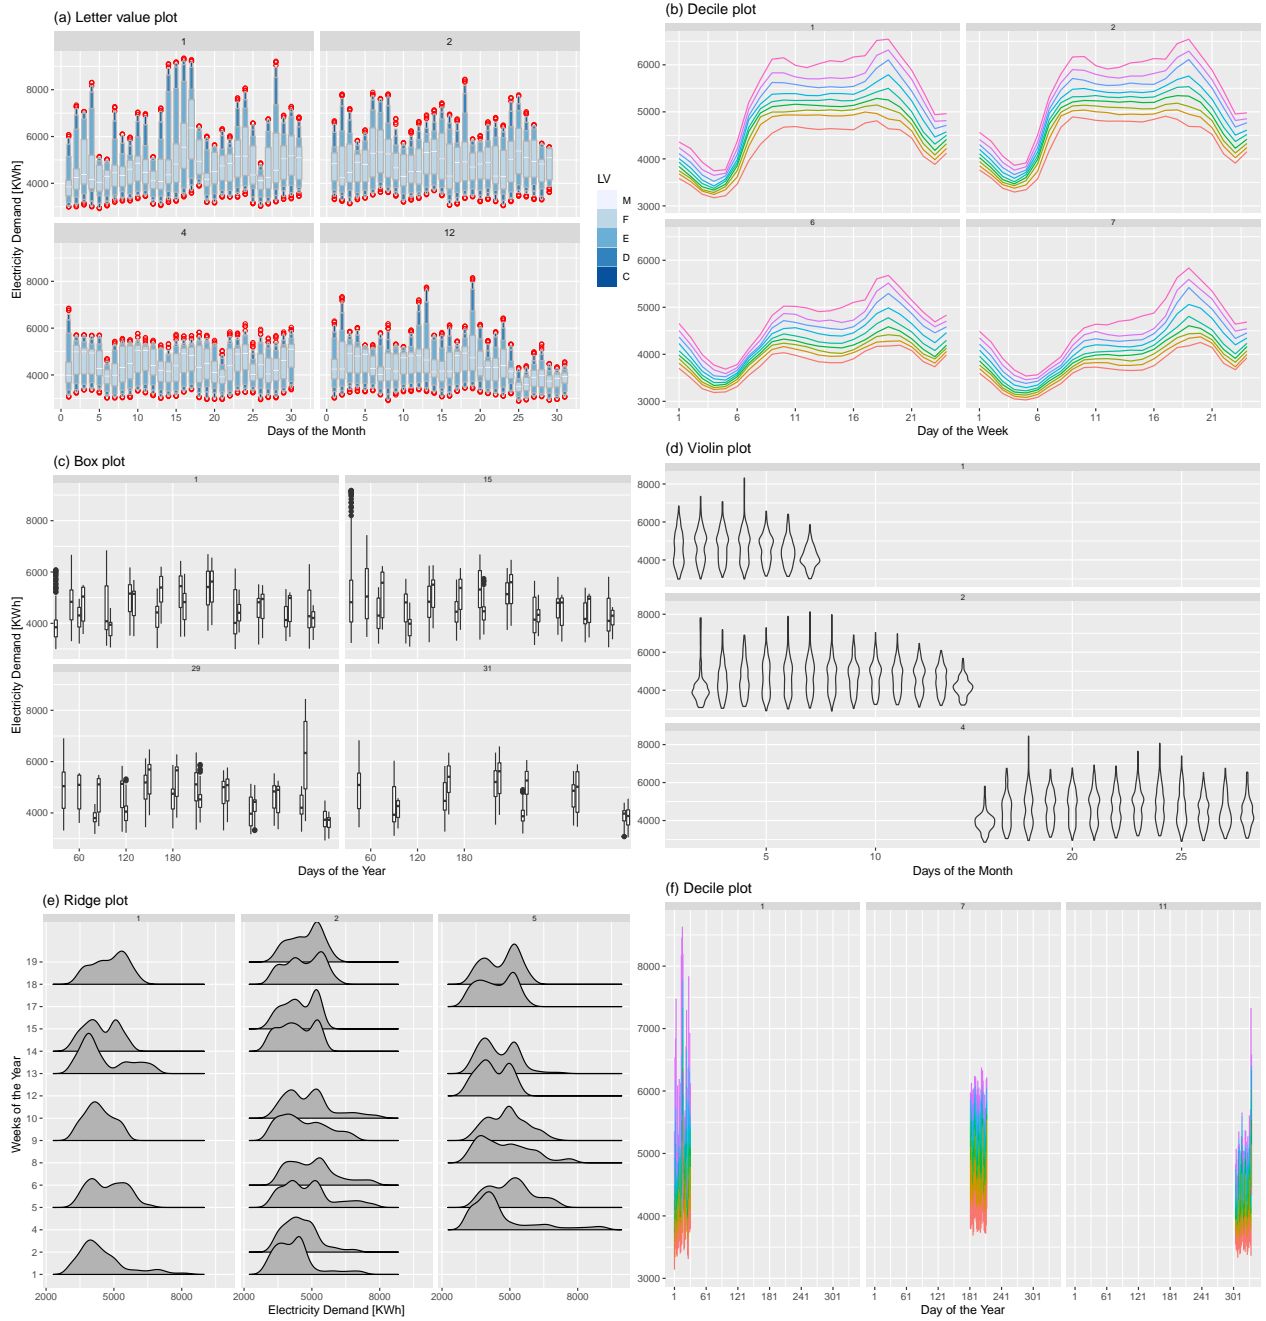 (a) Letter value plot
1 2
8000
6000
4000
4 12
8000
6000
4000
0 5 10 15 20 25 30 0 5 10 15 20 25 30
Days of the Month
Electricity Demand [KWh]
LV
M
F
E
D
C
(b) Decile plot
1 2
6000
5000
4000
3000
6 7
6000
5000
4000
3000
1 6 11 16 21 1 6 11 16 21
Day of the Week
(c) Box plot
1 15
8000
6000
4000
29 31
8000
6000
4000
60 120 180 60 120 180
Days of the Year
Electricity Demand [KWh]
(d) Violin plot
1
8000
6000
4000
2
8000
6000
4000
4
8000
6000
4000
5 10 20 25
Days of the Month
(e) Ridge plot
1 2 5
19
18
17
15
14
13
12
10
9
8
6
5
4
2
1
2000 5000 8000 2000 5000 8000 2000 5000 8000
Electricity Demand [KWh]
Weeks of the Year
(f) Decile plot
1 7 11
8000
7000
6000
5000
4000
3000
1 61 121 181 241 301 1 61 121 181 241 301 1 61 121 181 241 301
Day of the Year